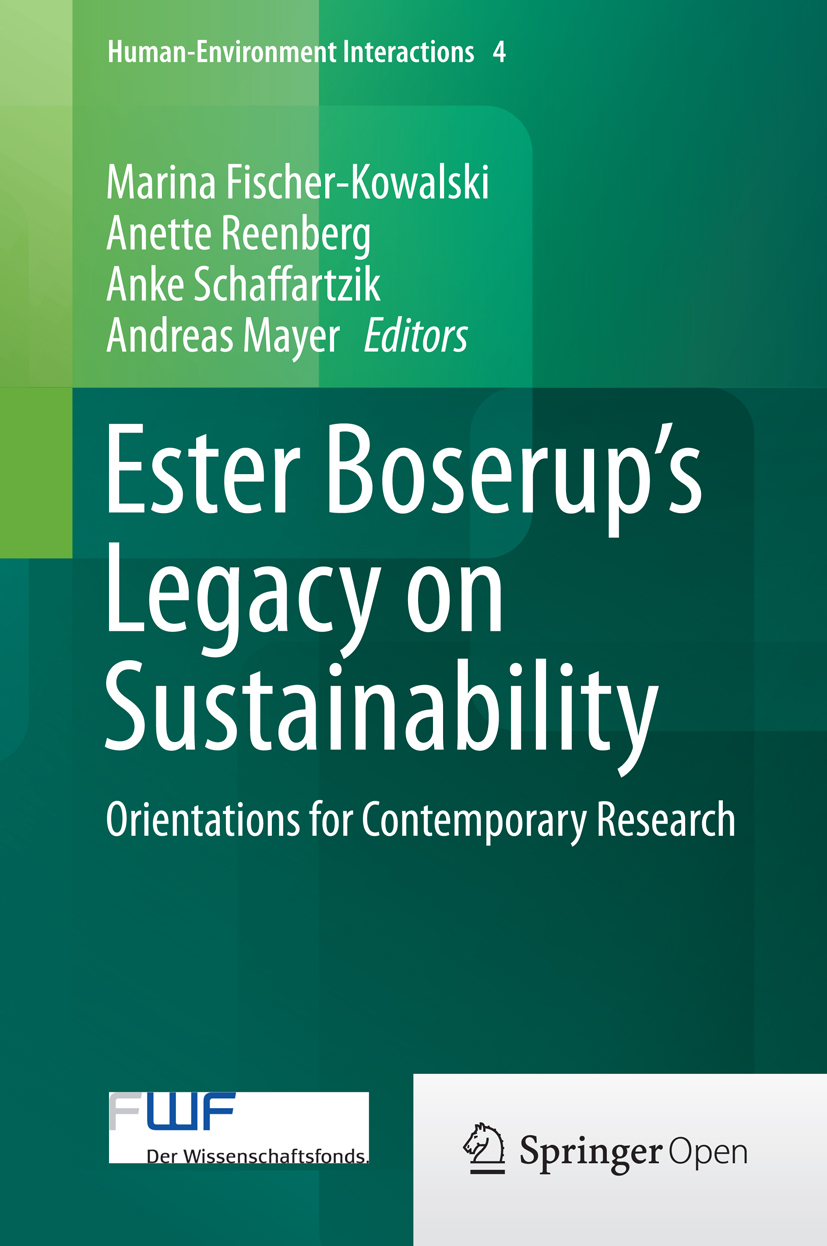 Human-Environment Interactions 4
Marina Fischer-Kowalski
Anette Reenberg
Anke Schaffartzik
Andreas Mayer Editors
Ester Boserup’s
Legacy on
Sustainability
Orientations for Contemporary Research
FWF
Der Wissenschaftsfonds.
Springer Open